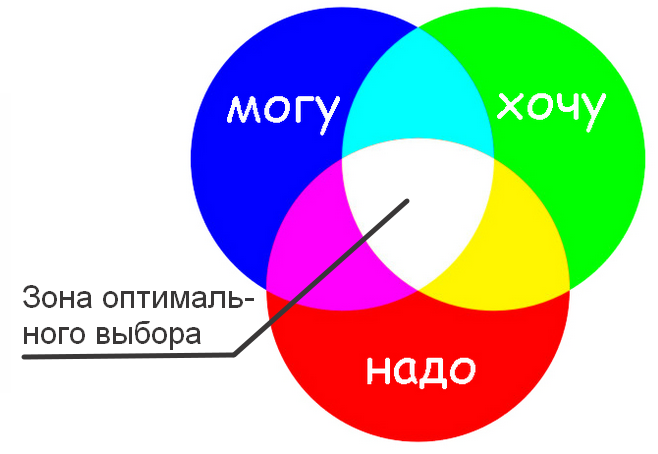 могу
хочу
Зона оптималь-
ного выбора
надо